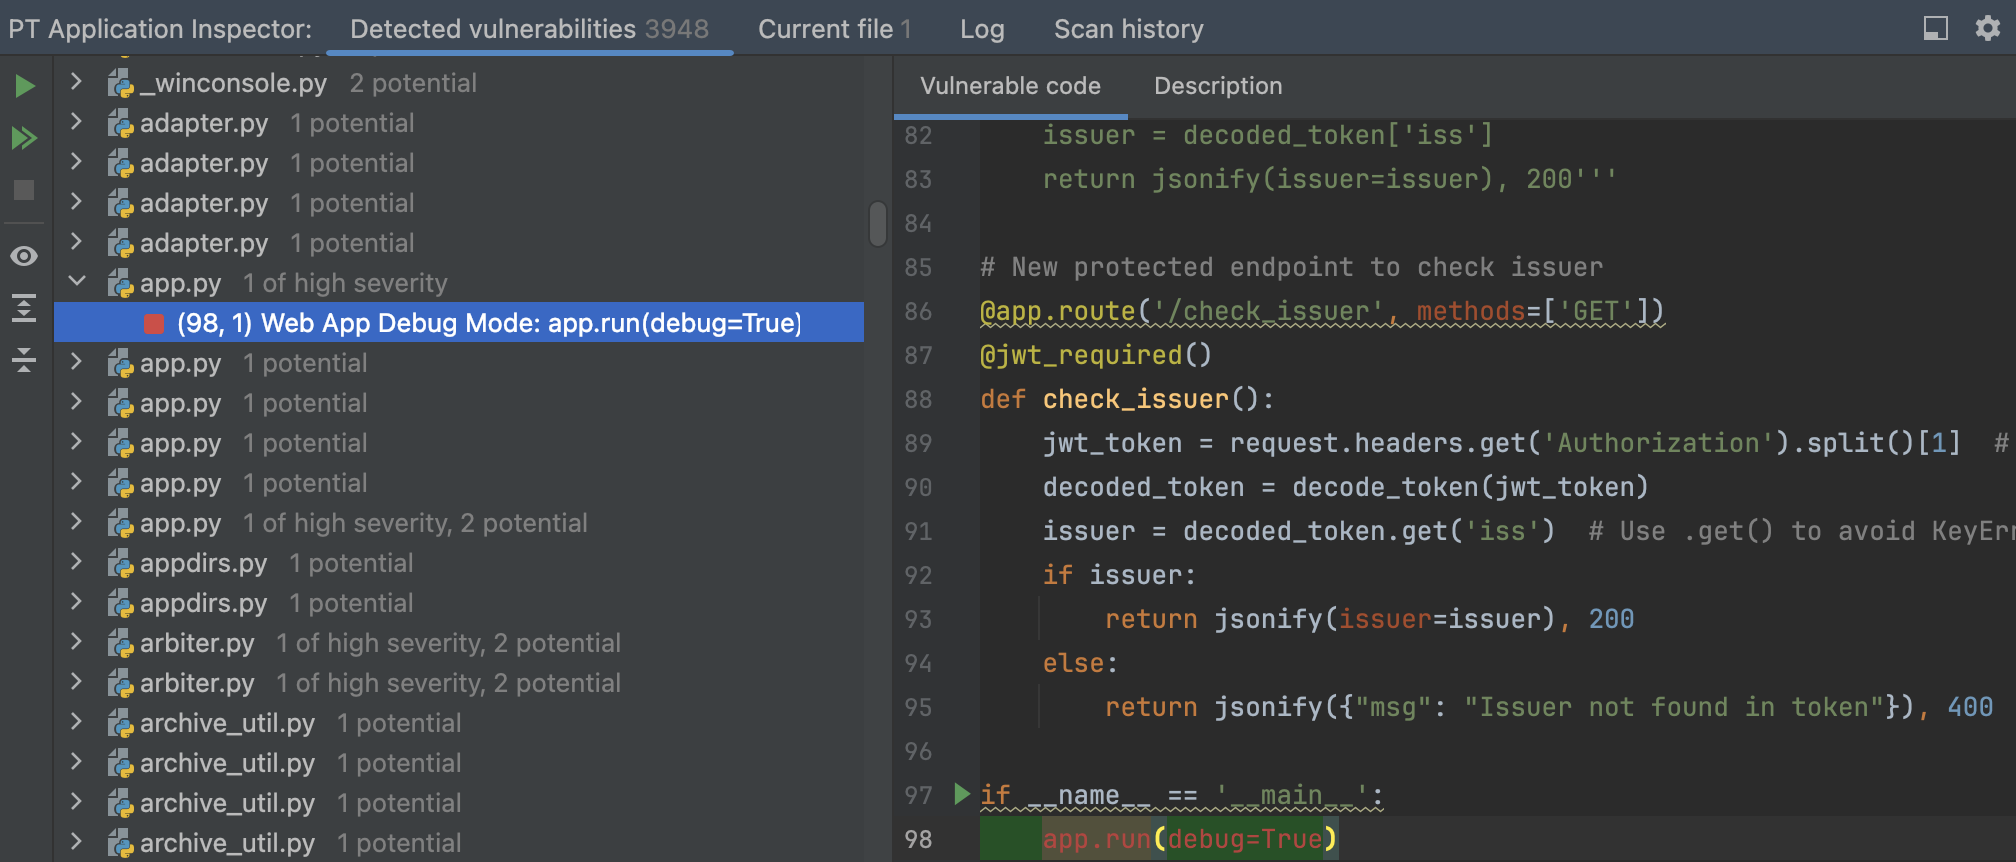 PT Application Inspector: Detected vulnerabilities 3948 Current file 1 Log Scan history
_winconsole.py 2 potential
adapter.py 1 potential
adapter.py 1 potential
adapter.py 1 potential
adapter.py 1 potential
app.py 1 of high severity
(98, 1) Web App Debug Mode: app.run(debug=True)
app.py 1 potential
app.py 1 potential
app.py 1 potential
app.py 1 potential
app.py 1 of high severity, 2 potential
appdirs.py 1 potential
appdirs.py 1 potential
arbiter.py 1 of high severity, 2 potential
arbiter.py 1 of high severity, 2 potential
archive_util.py 1 potential
archive_util.py 1 potential
archive_util.py 1 potential
archive_util.py 1 potential
Vulnerable code Description
82 issuer = decoded_token['iss']
83 return jsonify(issuer=issuer), 200'''
84
85 # New protected endpoint to check issuer
86 @app.route('/check_issuer', methods=['GET'])
87 @jwt_required()
88 def check_issuer():
89 jwt_token = request.headers.get('Authorization').split()[1] #
90 decoded_token = decode_token(jwt_token)
91 issuer = decoded_token.get('iss') # Use .get() to avoid KeyErr
92 if issuer:
93 return jsonify(issuer=issuer), 200
94 else:
95 return jsonify({"msg": "Issuer not found in token"}), 400
96
97 if __name__ == '__main__':
98 app.run(debug=True)